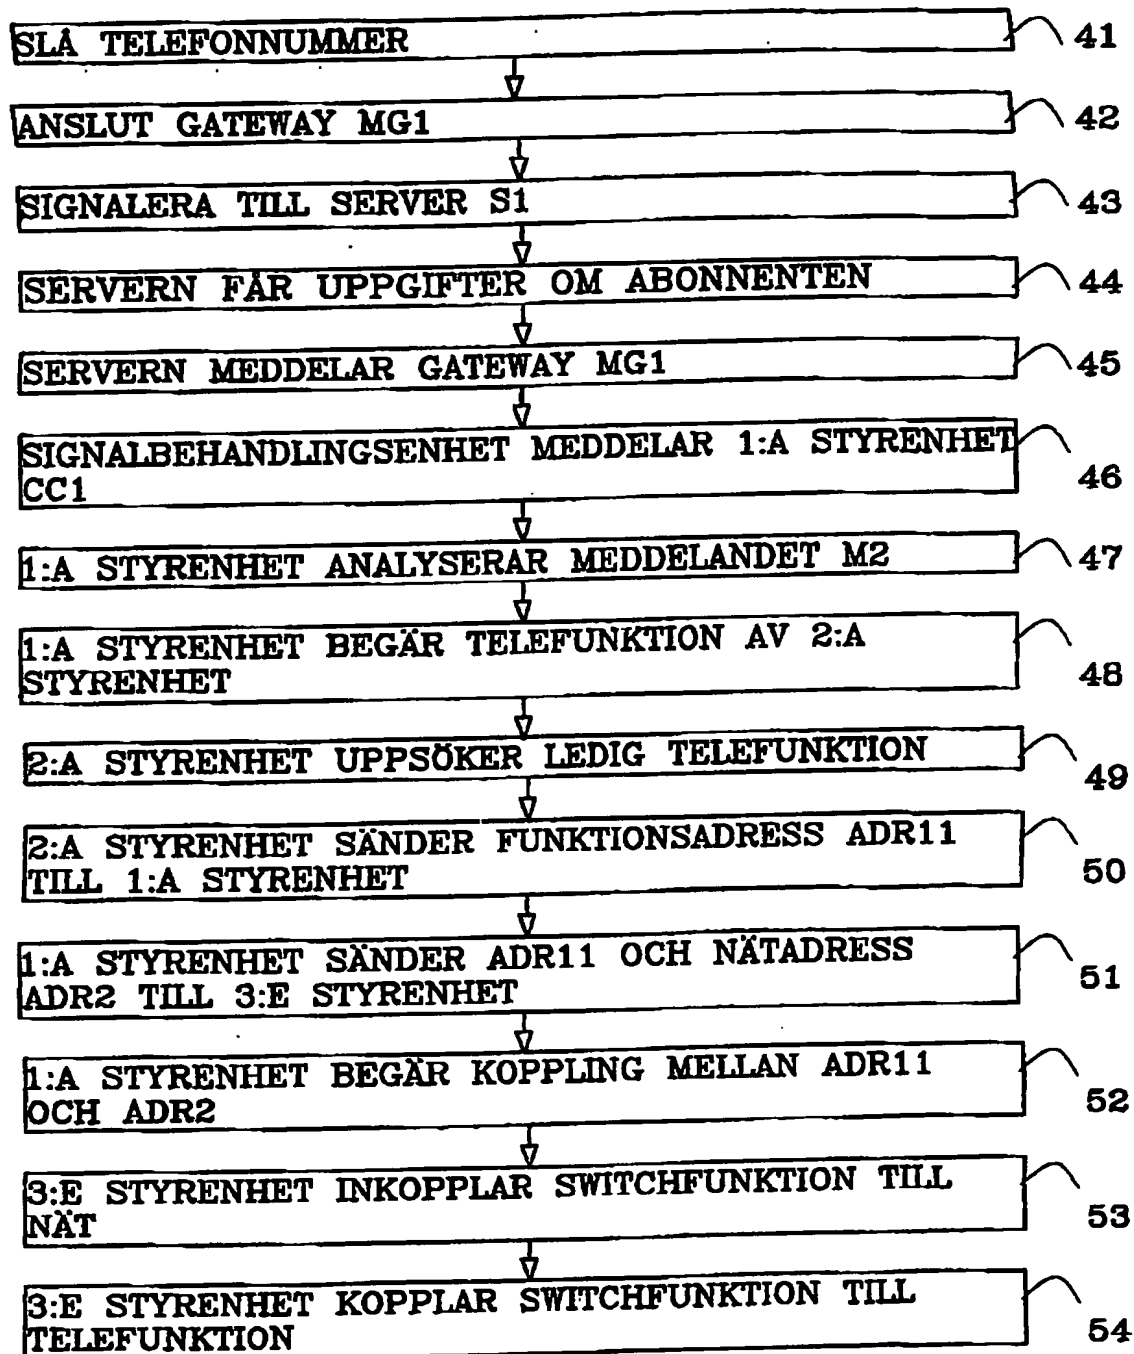 SLÅ TELEFONNUMMER 41
ANSLUT GATEWAY MG1 42
SIGNALERA TILL SERVER S1 43
SERVERN FÅR UPPGIFTER OM ABONNENTEN 44
SERVERN MEDDELAR GATEWAY MG1 45
SIGNALBEHANDLINGSENHET MEDDELAR 1:A STYRENHET
CC1 46
1:A STYRENHET ANALYSERAR MEDDELANDET M2 47
1:A STYRENHET BEGÄR TELEFUNKTION AV 2:A
STYRENHET 48
2:A STYRENHET UPPSÖKER LEDIG TELEFUNKTION 49
2:A STYRENHET SÄNDER FUNKTIONSADRESS ADR11
TILL 1:A STYRENHET 50
1:A STYRENHET SÄNDER ADR11 OCH NÄTADRESS
ADR2 TILL 3:E STYRENHET 51
1:A STYRENHET BEGÄR KOPPLING MELLAN ADR11
OCH ADR2 52
3:E STYRENHET INKOPPLAR SWITCHFUNKTION TILL
NÄT 53
3:E STYRENHET KOPPLAR SWITCHFUNKTION TILL
TELEFUNKTION 54